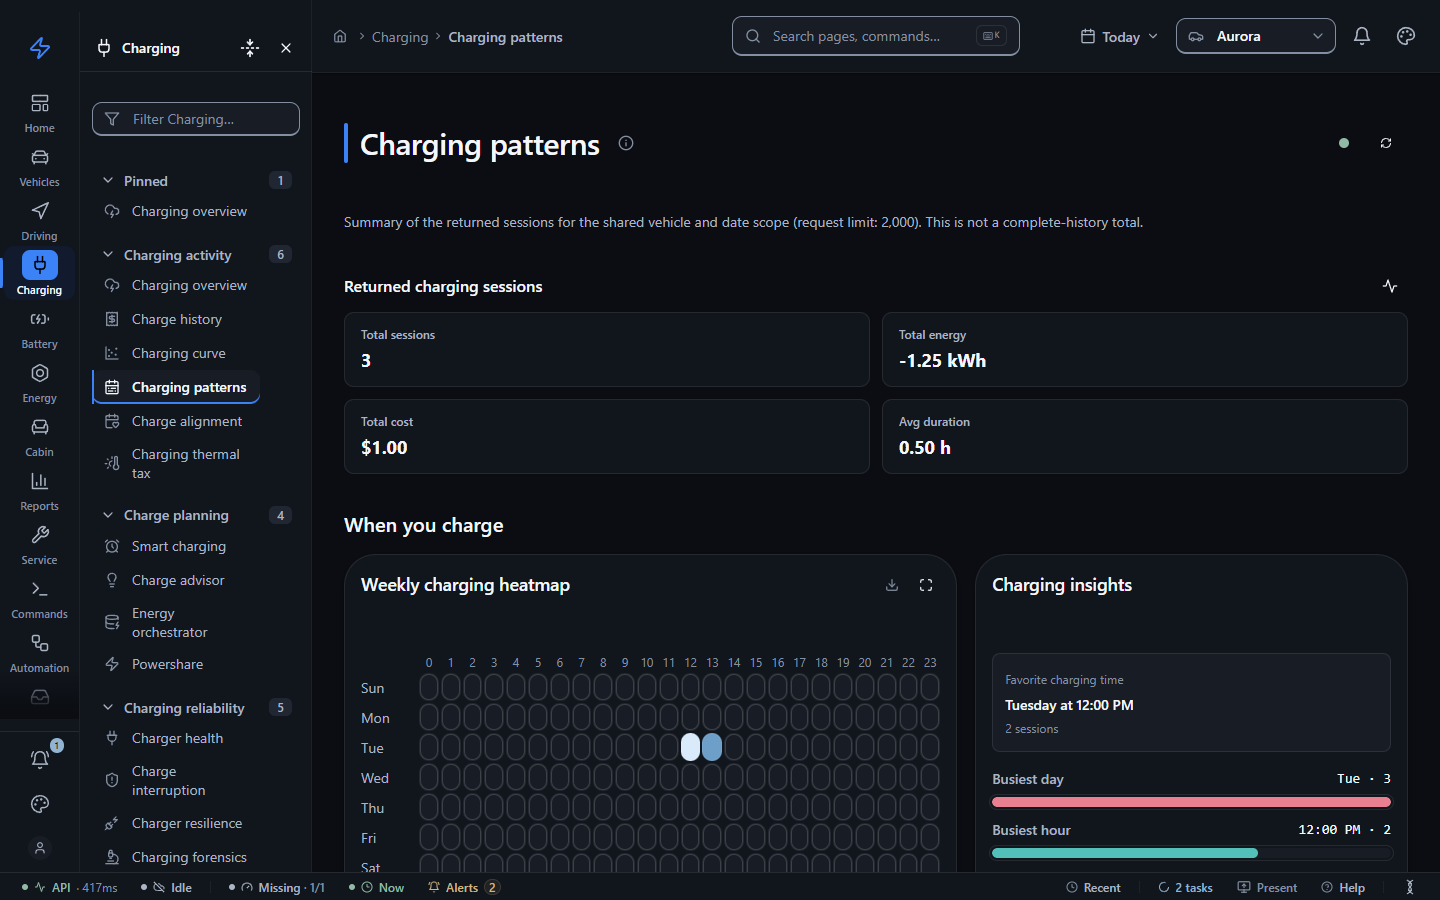 Home
Vehicles
Driving
Charging
Battery
Energy
Cabin
Reports
Service
Commands
Automation
1
Charging
Filter Charging...
Pinned 1
Charging overview
Charging activity 6
Charging overview
Charge history
Charging curve
Charging patterns
Charge alignment
Charging thermal
tax
Charge planning 4
Smart charging
Charge advisor
Energy
orchestrator
Powershare
Charging reliability 5
Charger health
Charge
interruption
Charger resilience
Charging forensics
Charging Charging patterns
Search pages, commands... K
Today
Aurora
Charging patterns
Summary of the returned sessions for the shared vehicle and date scope (request limit: 2,000). This is not a complete-history total.
Returned charging sessions
Total sessions
3
Total energy
-1.25 kWh
Total cost
$1.00
Avg duration
0.50 h
When you charge
Weekly charging heatmap
0 1 2 3 4 5 6 7 8 9 10 11 12 13 14 15 16 17 18 19 20 21 22 23
Sun
Mon
Tue
Wed
Thu
Fri
Sat
Charging insights
Favorite charging time
Tuesday at 12:00 PM
2 sessions
Busiest day Tue · 3
Busiest hour 12:00 PM · 2
API · 417ms Idle Missing · 1/1 Now Alerts 2 Recent 2 tasks Present Help